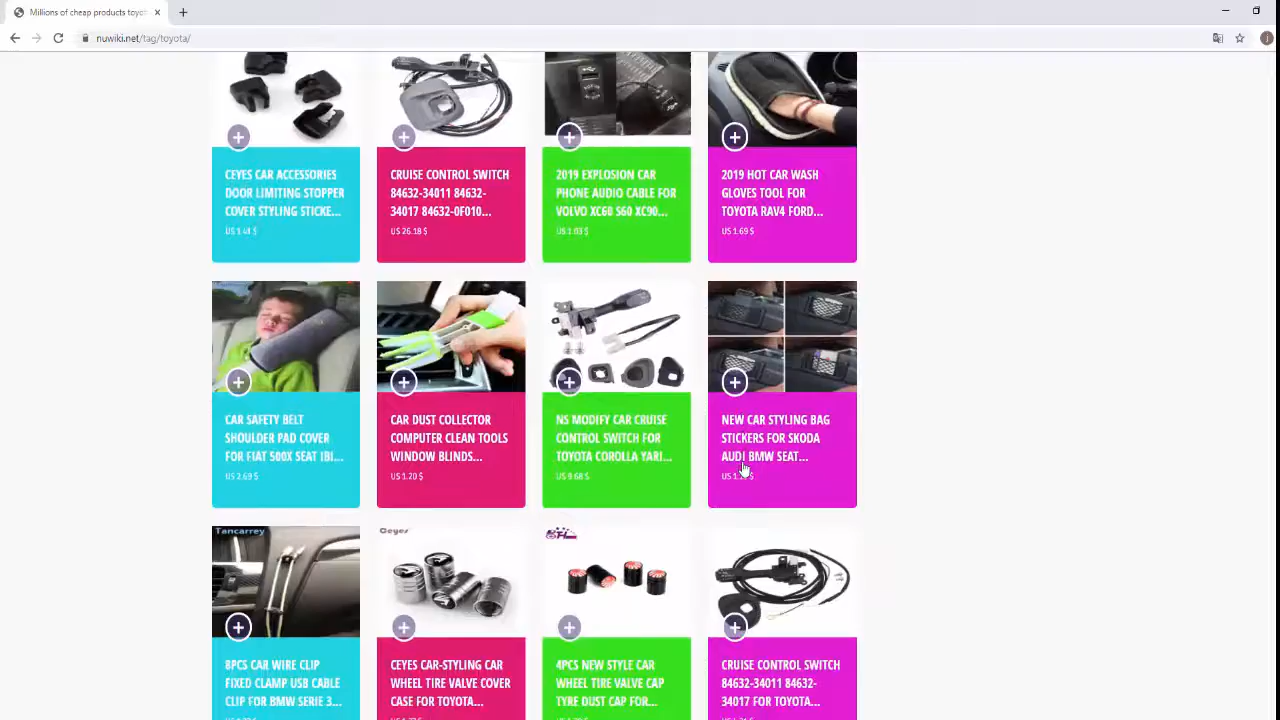 Millions of cheap products toyot
nuwiki.net/tag/toyota/
CEYES CAR ACCESSORIES
DOOR LIMITING STOPPER
COVER STYLING STICKE...
US 1.41 $
CRUISE CONTROL SWITCH
84632-34011 84632-
34017 84632-0F010...
US 26.18 $
2019 EXPLOSION CAR
PHONE AUDIO CABLE FOR
VOLVO XC60 S60 XC90...
US 1.03 $
2019 HOT CAR WASH
GLOVES TOOL FOR
TOYOTA RAV4 FORD...
US 1.69 $
CAR SAFETY BELT
SHOULDER PAD COVER
FOR FIAT 500X SEAT IBI...
US 2.69 $
CAR DUST COLLECTOR
COMPUTER CLEAN TOOLS
WINDOW BLINDS...
US 1.20 $
NS MODIFY CAR CRUISE
CONTROL SWITCH FOR
TOYOTA COROLLA YARI...
US 9.68 $
NEW CAR STYLING BAG
STICKERS FOR SKODA
AUDI BMW SEAT...
Tancarrey
8PCS CAR WIRE CLIP
FIXED CLAMP USB CABLE
CLIP FOR BMW SERIE 3...
Ceyes
CEYES CAR-STYLING CAR
WHEEL TIRE VALVE COVER
CASE FOR TOYOTA...
4PCS NEW STYLE CAR
WHEEL TIRE VALVE CAP
TYRE DUST CAP FOR...
CRUISE CONTROL SWITCH
84632-34011 84632-
34017 FOR TOYOTA...